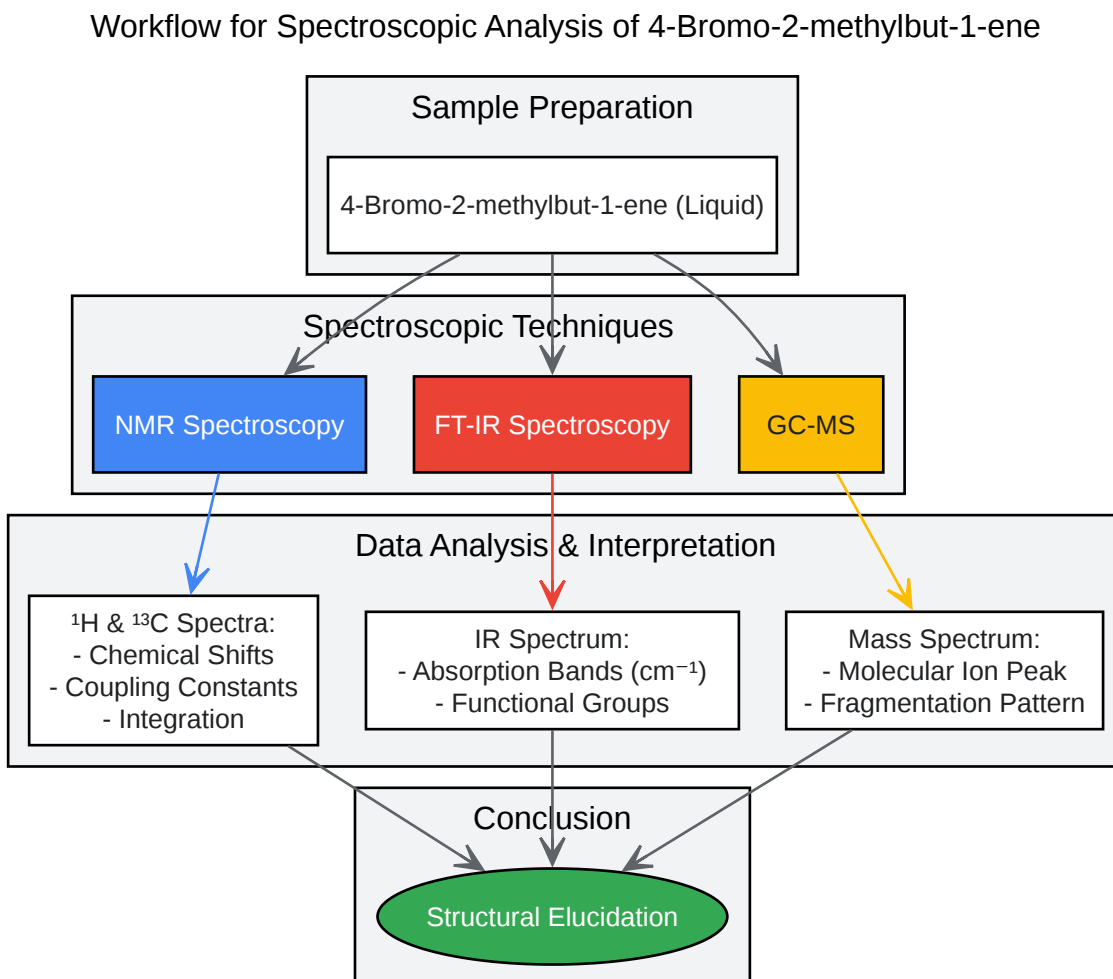 Workflow for Spectroscopic Analysis of 4-Bromo-2-methylbut-1-ene
Sample Preparation
4-Bromo-2-methylbut-1-ene (Liquid)
Spectroscopic Techniques
NMR Spectroscopy
FT-IR Spectroscopy
GC-MS
Data Analysis & Interpretation
¹H & ¹³C Spectra:
- Chemical Shifts
- Coupling Constants
- Integration
IR Spectrum:
- Absorption Bands (cm⁻¹)
- Functional Groups
Mass Spectrum:
- Molecular Ion Peak
- Fragmentation Pattern
Conclusion
Structural Elucidation